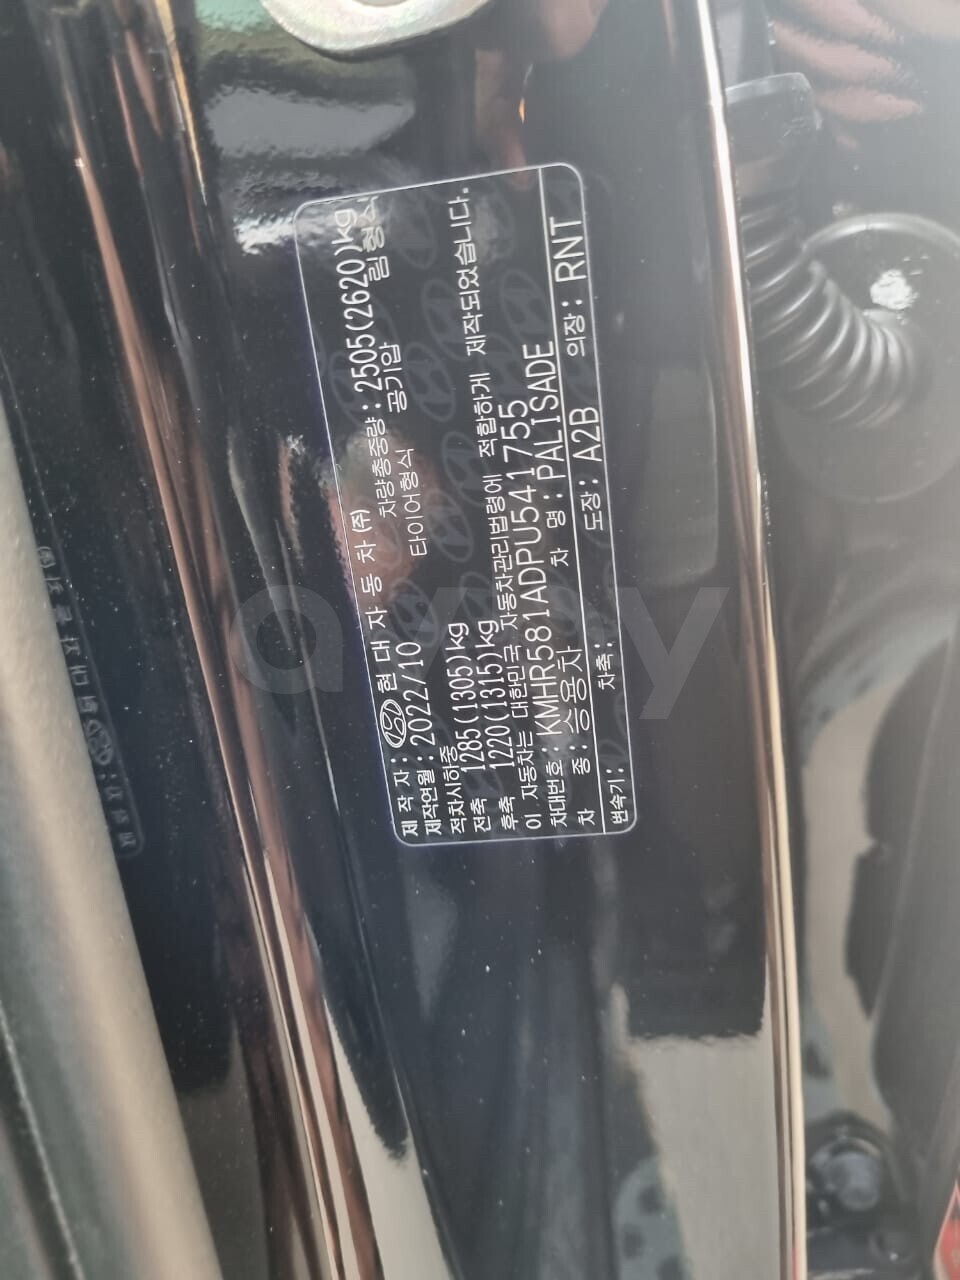 제 작 자 : 현 대 자 동 차 (주)
제작연월 : 2022/10 차량총중량 : 2505(2620)kg
적차시하중 타이어형식 공기압 림형식
전축 1285(1305)kg
후축 1220(1315)kg
이 자동차는 대한민국 자동차관리법령에 적합하게 제작되었습니다.
차대번호 : KMHR581ADPU541755
차 종 : 승용차 차 명 : PALISADE
변속기 : 차축 : 도장 : A2B 의장 : RNT